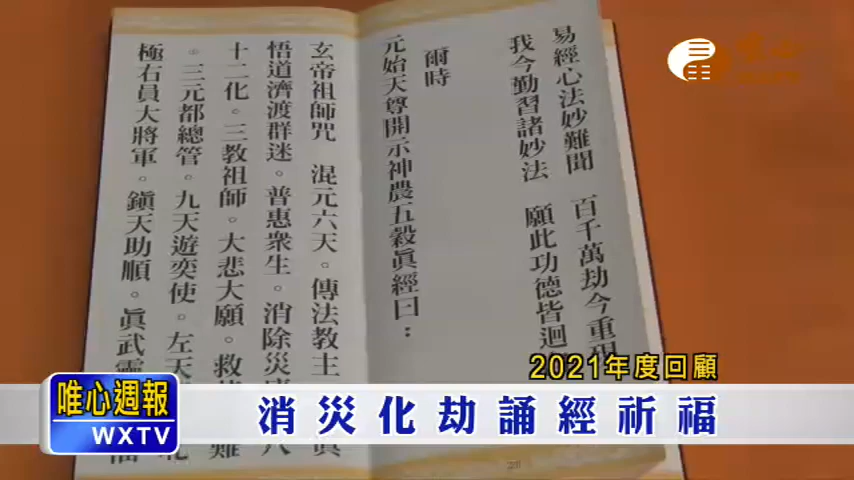 易經心法妙難聞　百千萬劫今重現
我今勤習諸妙法　願此功德皆迴
爾時
元始天尊開示神農五穀眞經曰：
玄帝祖師咒　混元六天。傳法教主
悟道濟渡群迷。普惠衆生。消除災
十二化。三教祖師。大悲大願。救
。三元都總管。九天遊奕使。左天
極右員大將軍。鎭天助順。眞武
2021年度回顧
唯心週報
WXTV
消災化劫誦經祈福